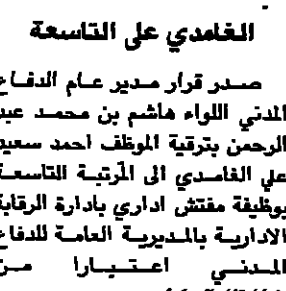 الغامدي على التاسعة
صدر قرار مدير عام الدفاع
المدني اللواء هاشم بن محمد عبد
الرحمن بترقية الموظف احمد سعيد
علي الغامدي الى المرتبة التاسعة
بوظيفة مفتش اداري بادارة الرقابة
الادارية بالمديرية العامة للدفاع
المدني اعتبارا من